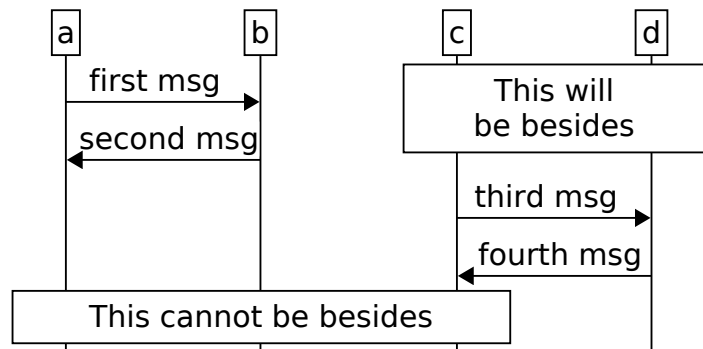 a
b
c
d
first msg
second msg
This will
be besides
third msg
fourth msg
This cannot be besides